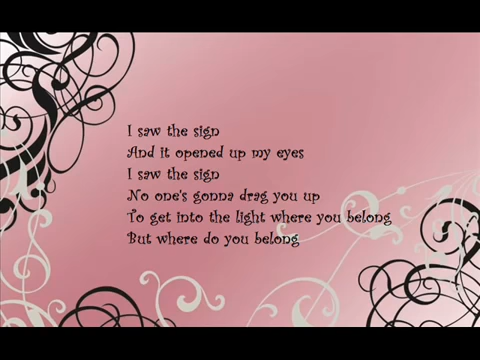 I saw the sign
And it opened up my eyes
I saw the sign
No one's gonna drag you up
To get into the light where you belong
But where do you belong